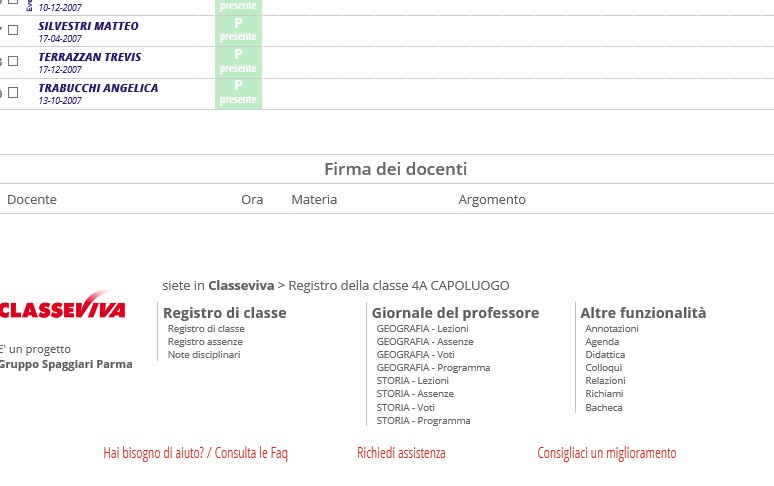 10-12-2007
presente
SILVESTRI MATTEO
17-04-2007
P
presente
TERRAZZAN TREVIS
17-12-2007
P
presente
TRABUCCHI ANGELICA
13-10-2007
P
presente
Firma dei docenti
Docente Ora Materia Argomento
siete in Classeviva > Registro della classe 4A CAPOLUOGO
CLASSEVIVA
E' un progetto
Gruppo Spaggiari Parma
Registro di classe
Registro di classe
Registro assenze
Note disciplinari
Giornale del professore
GEOGRAFIA - Lezioni
GEOGRAFIA - Assenze
GEOGRAFIA - Voti
GEOGRAFIA - Programma
STORIA - Lezioni
STORIA - Assenze
STORIA - Voti
STORIA - Programma
Altre funzionalità
Annotazioni
Agenda
Didattica
Colloqui
Relazioni
Richiami
Bacheca
Hai bisogno di aiuto? / Consulta le Faq Richiedi assistenza Consigliaci un miglioramento